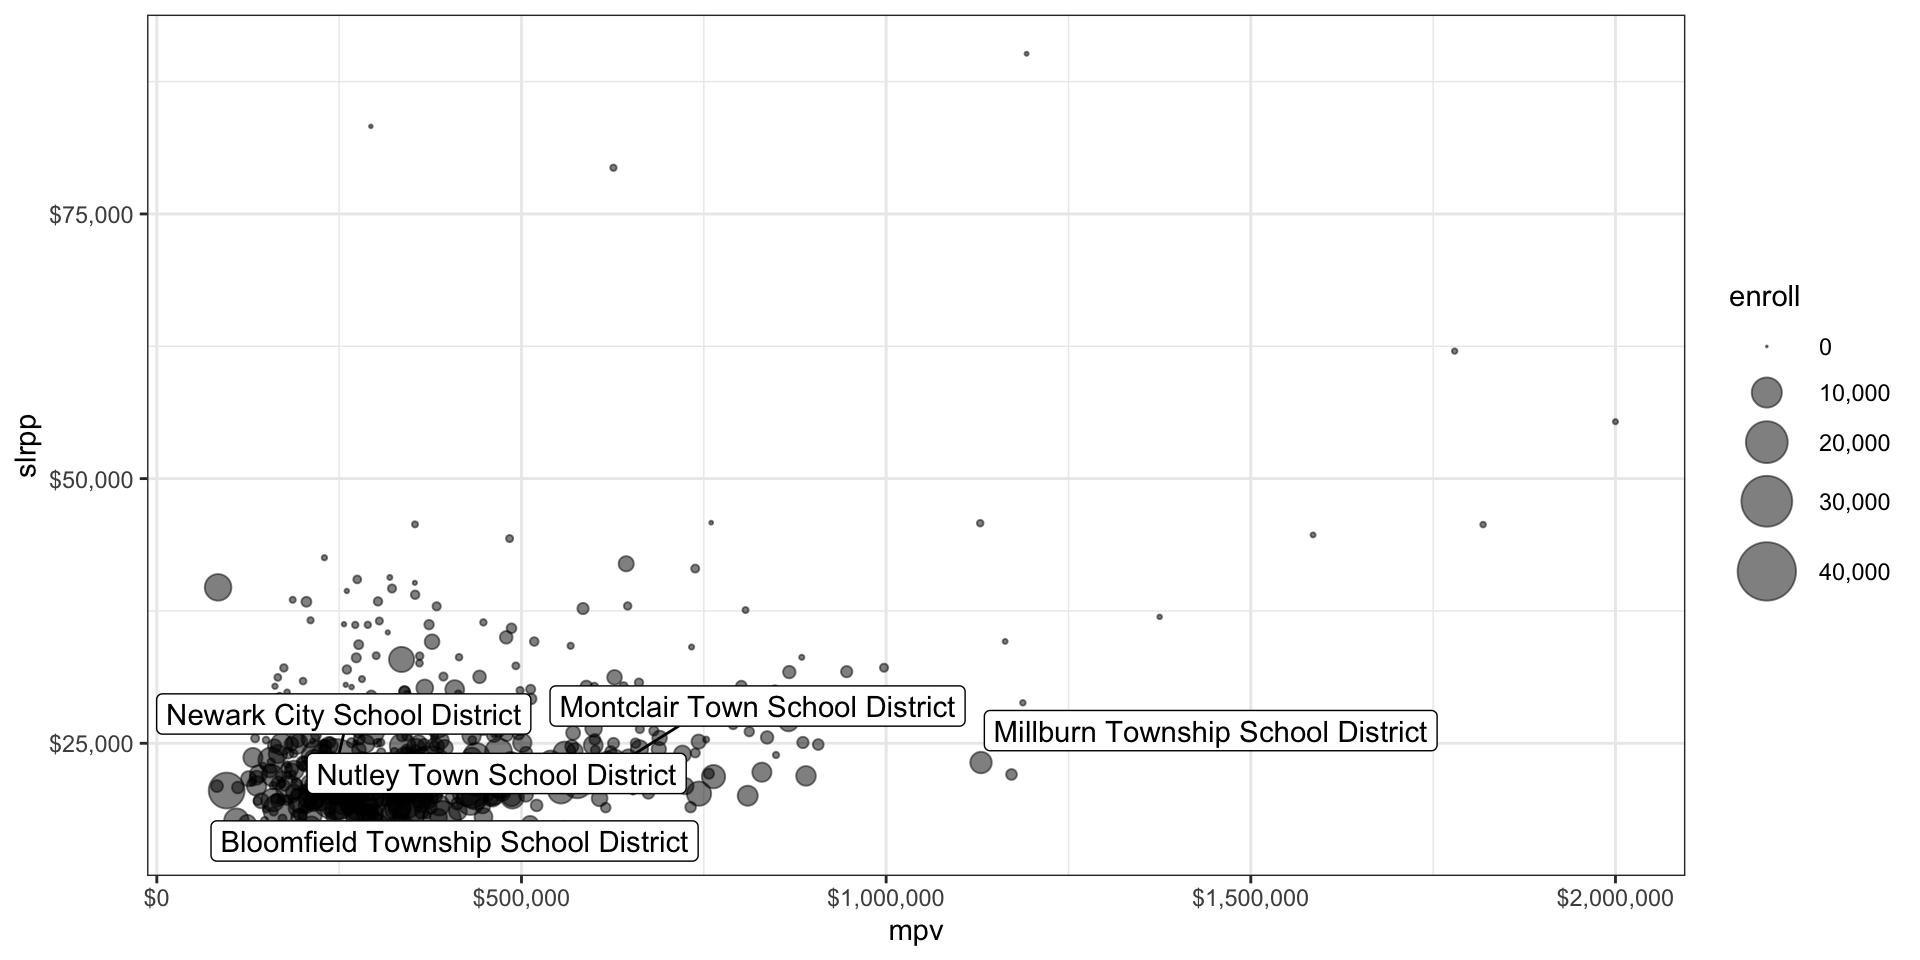 $75,000
$50,000
$25,000
slrpp
Newark City School District
Montclair Town School District
Millburn Township School District
Nutley Town School District
Bloomfield Township School District
$0
$500,000
$1,000,000
$1,500,000
$2,000,000
mpv
enroll
0
10,000
20,000
30,000
40,000